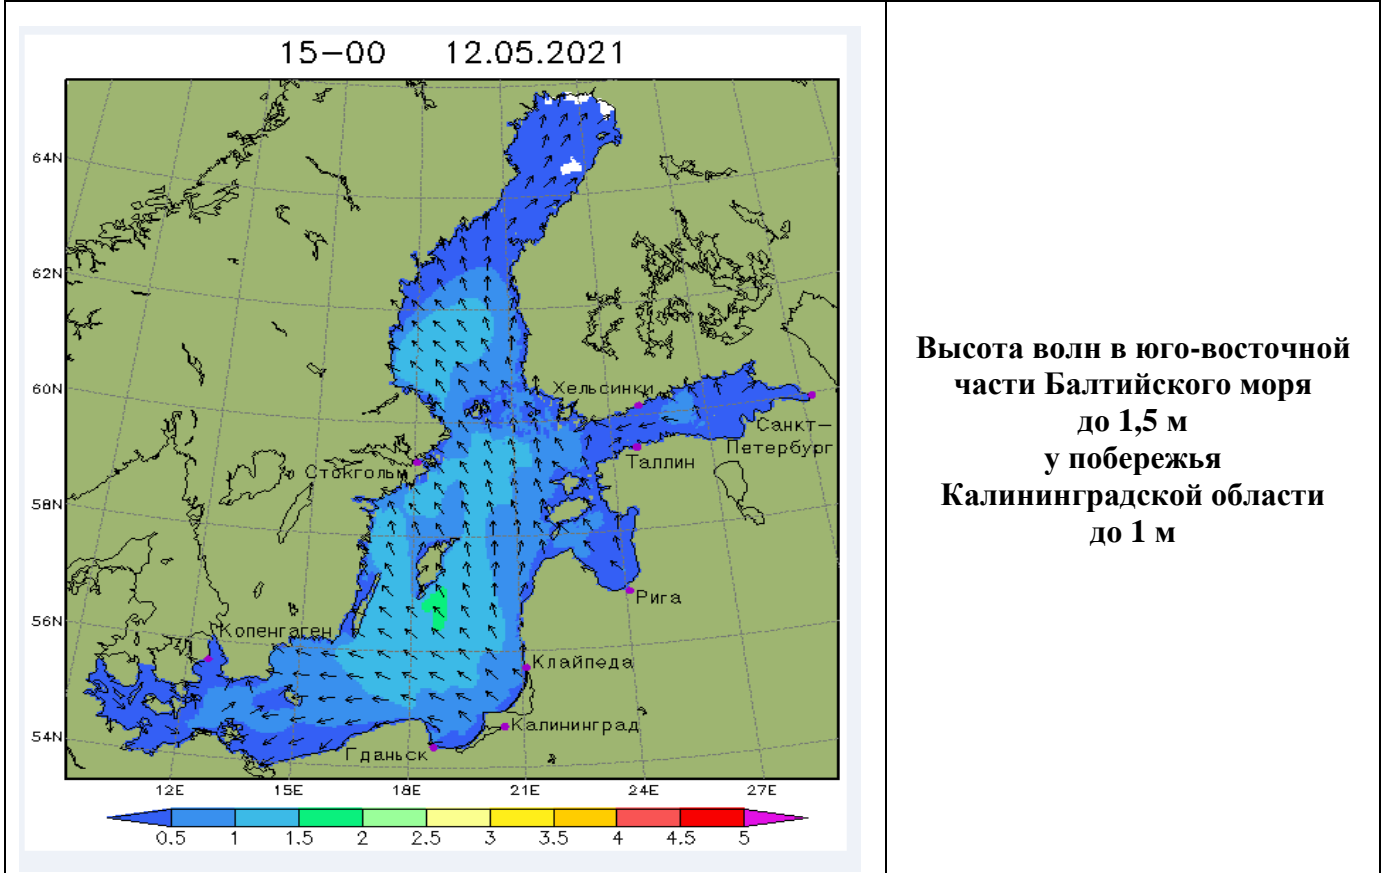 15-00 12.05.2021
64N
62N
60N
58N
56N
54N
Хельсинки
Санкт-
Петербург
Таллин
Стокгольм
Рига
Копенгаген
Клайпеда
Калининград
Гданьск
12E 15E 18E 21E 24E 27E
0.5 1 1.5 2 2.5 3 3.5 4 4.5 5
Высота волн в юго-восточной
части Балтийского моря
до 1,5 м
у побережья
Калининградской области
до 1 м